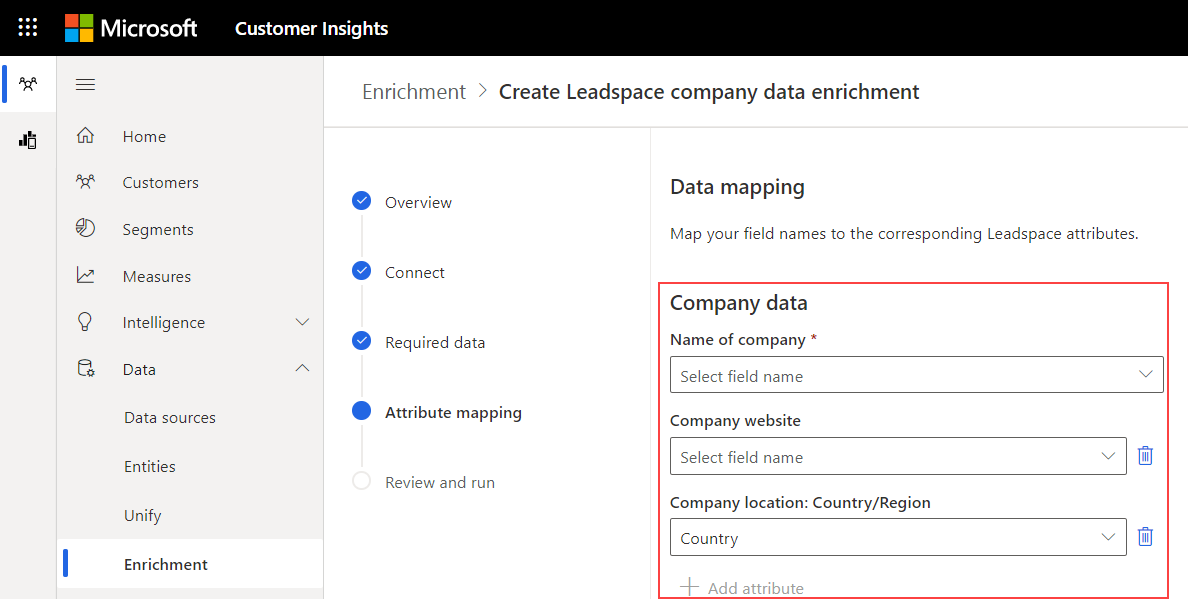 Microsoft Customer Insights
Home
Customers
Segments
Measures
Intelligence
Data
Data sources
Entities
Unify
Enrichment
Enrichment > Create Leadspace company data enrichment
Overview
Connect
Required data
Attribute mapping
Review and run
Data mapping
Map your field names to the corresponding Leadspace attributes.
Company data
Name of company *
Select field name
Company website
Select field name
Company location: Country/Region
Country
Add attribute